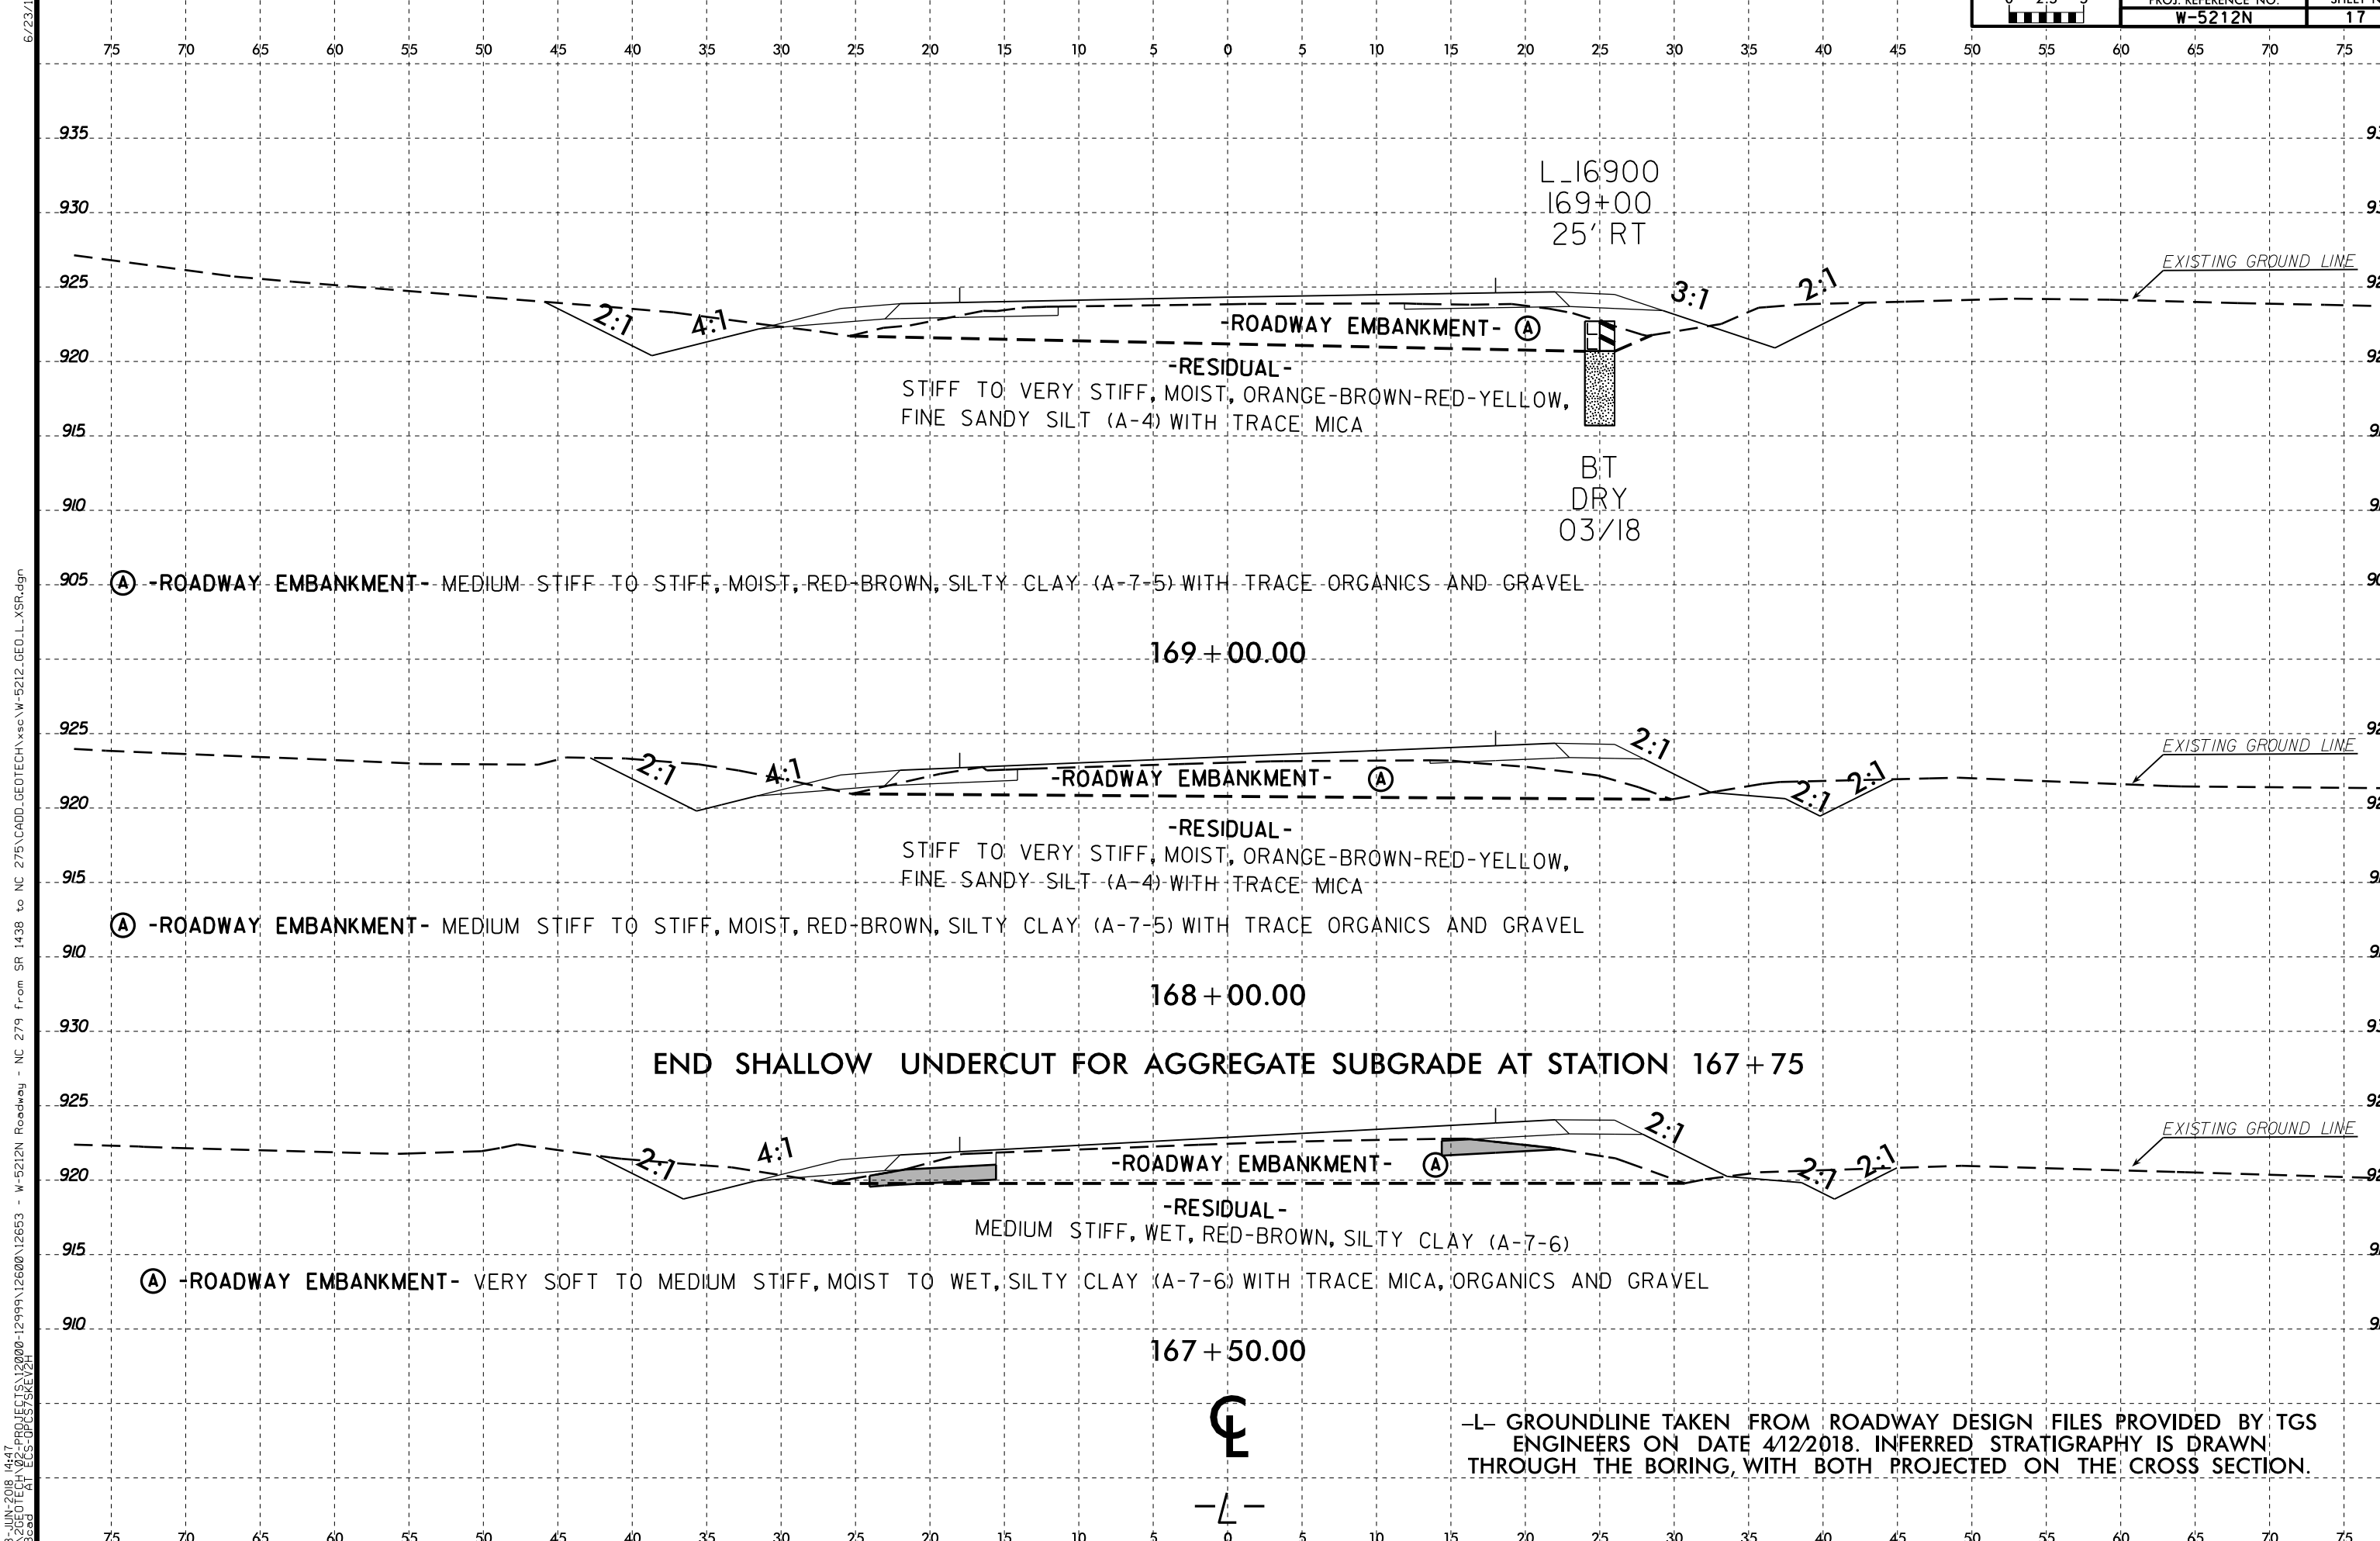 PROJ. REFERENCE NO.
W-5212N
17
75 70 65 60 55 50 45 40 35 30 25 20 15 10 5 0 5 10 15 20 25 30 35 40 45 50 55 60 65 70 75
935
930
L_16900
169+00
25' RT
925
EXISTING GROUND LINE
2:1
4:1
3:1
2:1
-ROADWAY EMBANKMENT- A
920
-RESIDUAL-
STIFF TO VERY STIFF, MOIST, ORANGE-BROWN-RED-YELLOW,
FINE SANDY SILT (A-4) WITH TRACE MICA
915
BT
DRY
03/18
910
905
A -ROADWAY EMBANKMENT- MEDIUM STIFF TO STIFF, MOIST, RED-BROWN, SILTY CLAY (A-7-5) WITH TRACE ORGANICS AND GRAVEL
169+00.00
925
EXISTING GROUND LINE
2:1
4:1
2:1
2:1
2:1
-ROADWAY EMBANKMENT- A
920
-RESIDUAL-
STIFF TO VERY STIFF, MOIST, ORANGE-BROWN-RED-YELLOW,
FINE SANDY SILT (A-4) WITH TRACE MICA
915
A -ROADWAY EMBANKMENT- MEDIUM STIFF TO STIFF, MOIST, RED-BROWN, SILTY CLAY (A-7-5) WITH TRACE ORGANICS AND GRAVEL
910
168+00.00
930
END SHALLOW UNDERCUT FOR AGGREGATE SUBGRADE AT STATION 167+75
925
EXISTING GROUND LINE
2:1
4:1
2:1
2:1
-ROADWAY EMBANKMENT- A
920
-RESIDUAL-
MEDIUM STIFF, WET, RED-BROWN, SILTY CLAY (A-7-6)
915
A -ROADWAY EMBANKMENT- VERY SOFT TO MEDIUM STIFF, MOIST TO WET, SILTY CLAY (A-7-6) WITH TRACE MICA, ORGANICS AND GRAVEL
910
167+50.00
CL
-L-
-L- GROUNDLINE TAKEN FROM ROADWAY DESIGN FILES PROVIDED BY TGS
ENGINEERS ON DATE 4/12/2018. INFERRED STRATIGRAPHY IS DRAWN
THROUGH THE BORING, WITH BOTH PROJECTED ON THE CROSS SECTION.
75 70 65 60 55 50 45 40 35 30 25 20 15 10 5 0 5 10 15 20 25 30 35 40 45 50 55 60 65 70 75